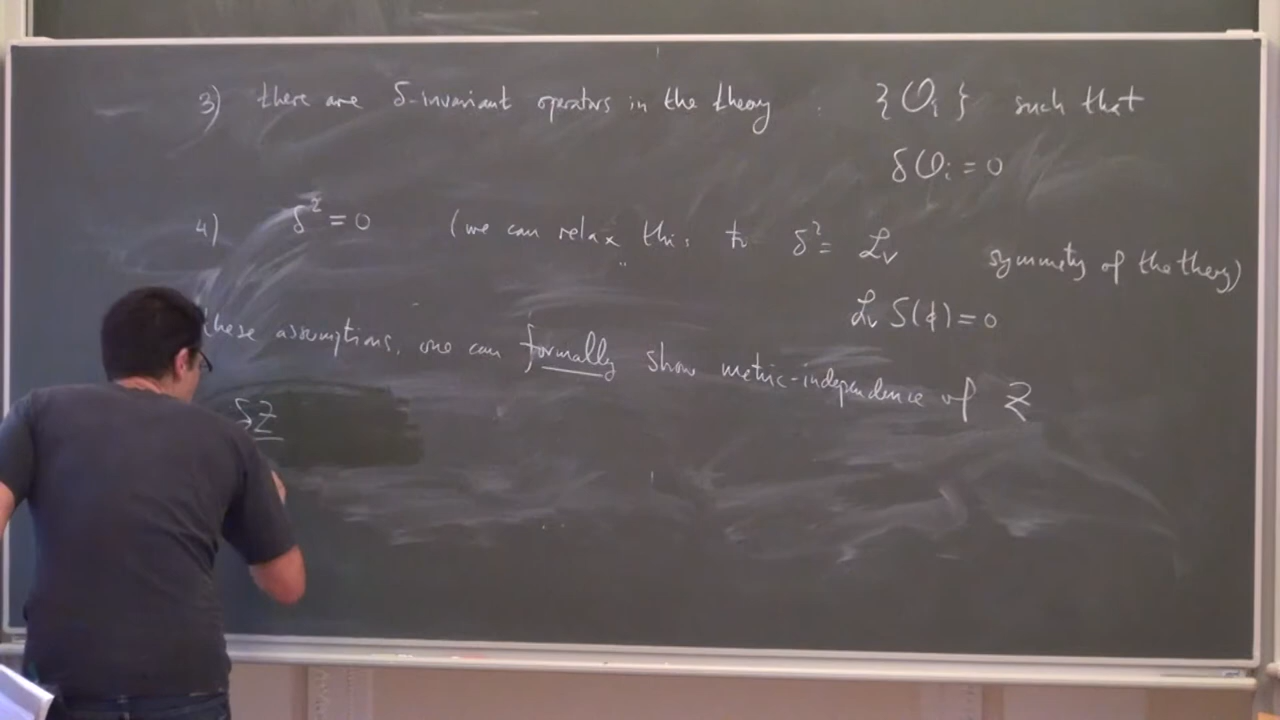 3) there are δ-invariant operators in the theory : {O_i} such that
δO_i = 0
4) δ² = 0 (we can relax this to δ² = ℒ_v symmetry of the theory)
ℒ_v S(ϕ) = 0
these assumptions, one can formally show metric-independence of Z
δZ